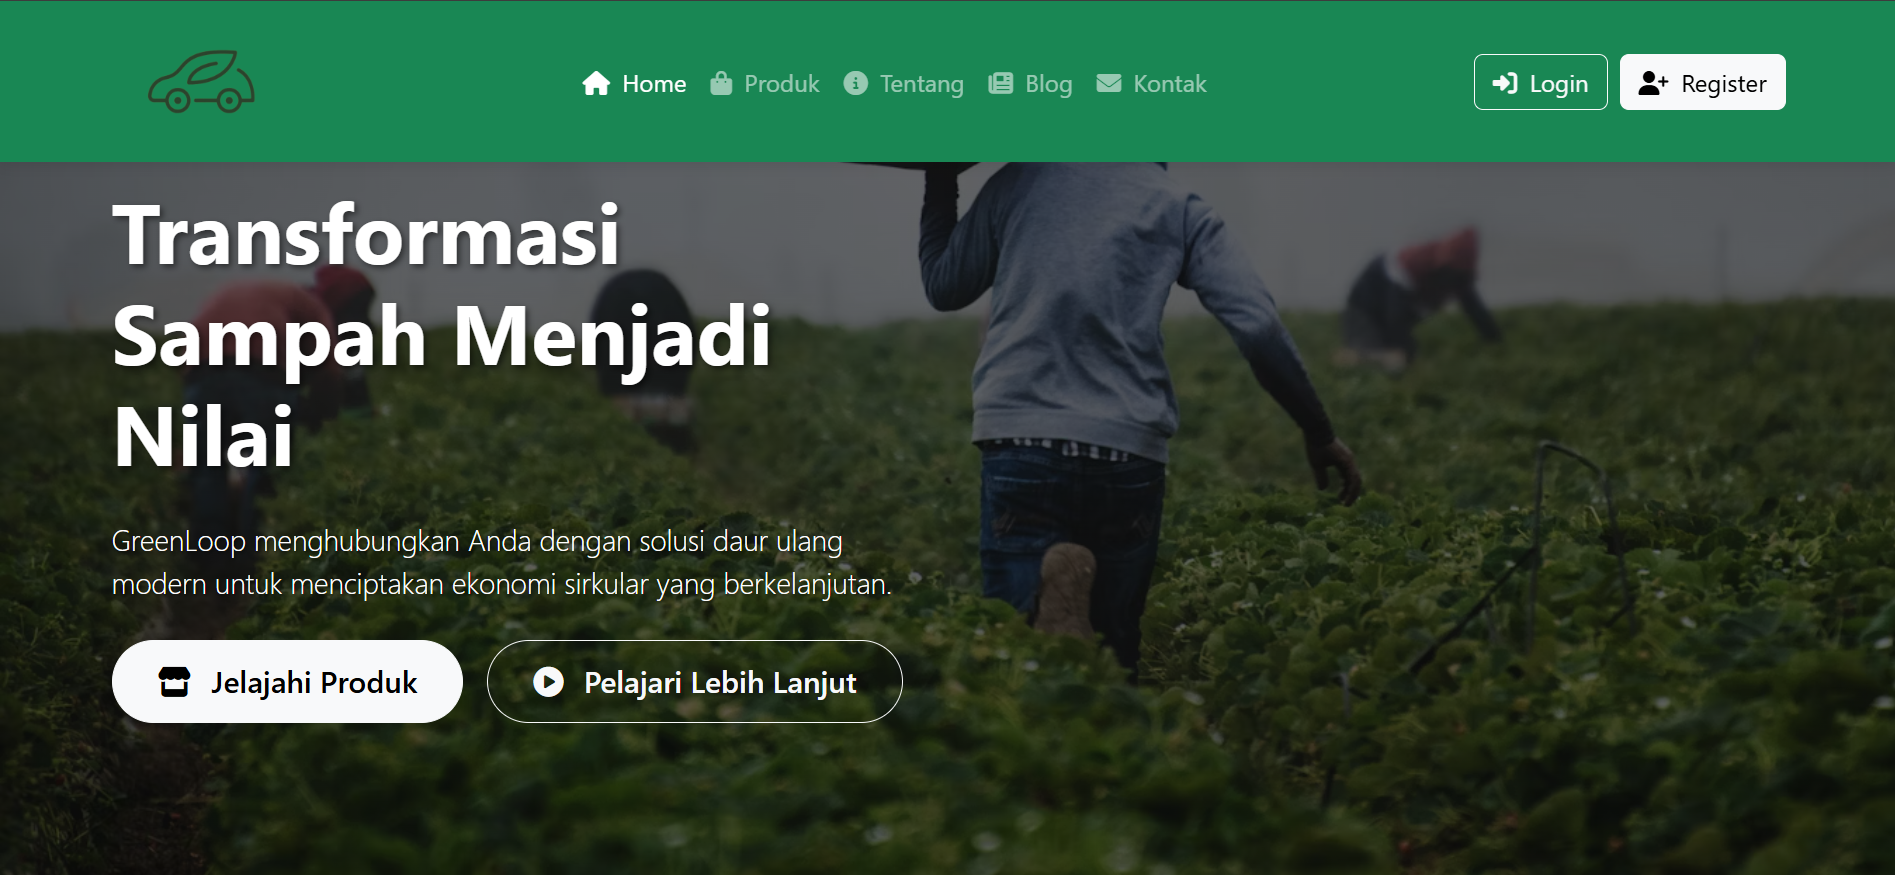 Home Produk Tentang Blog Kontak Login Register
Transformasi
Sampah Menjadi
Nilai
GreenLoop menghubungkan Anda dengan solusi daur ulang
modern untuk menciptakan ekonomi sirkular yang berkelanjutan.
Jelajahi Produk Pelajari Lebih Lanjut